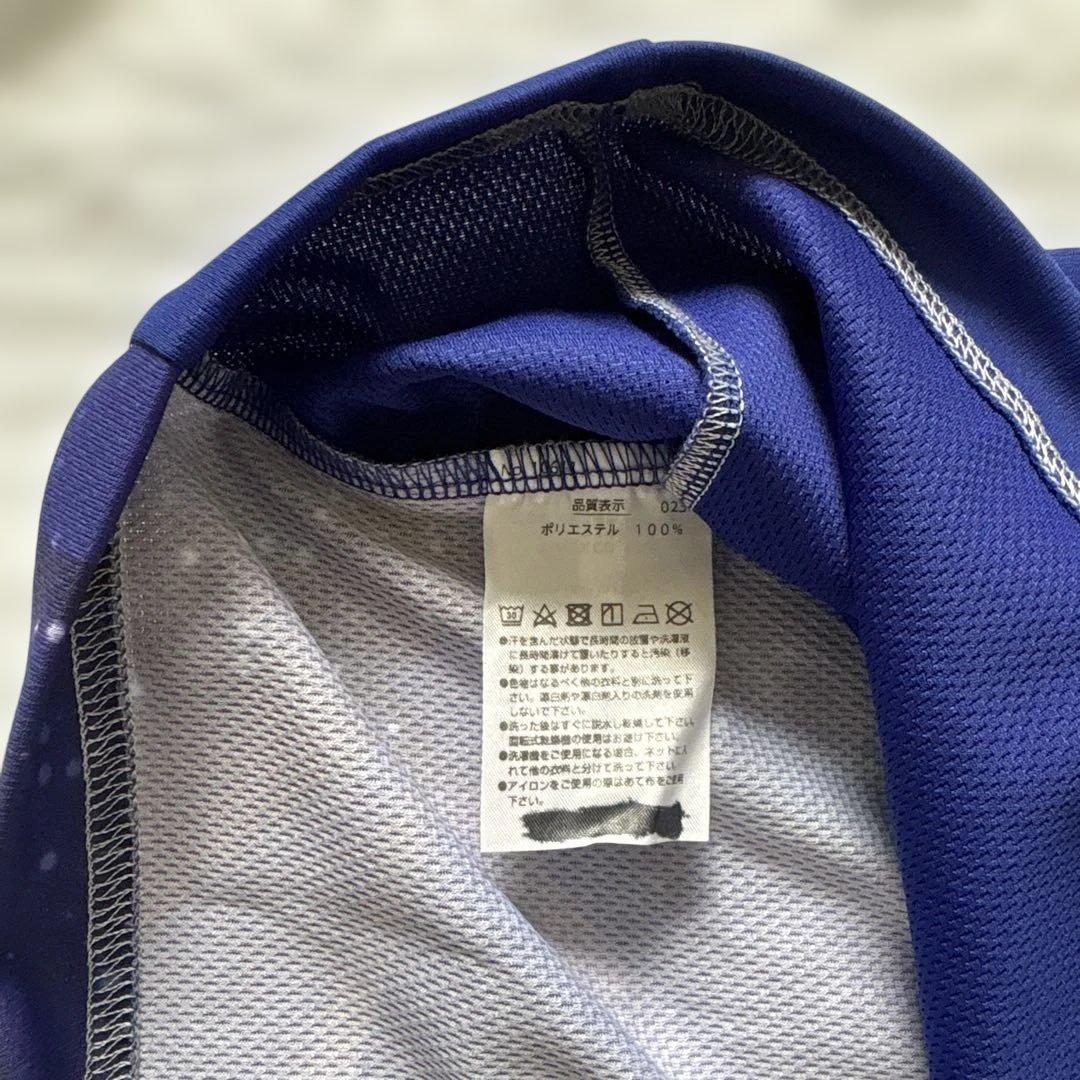 品質表示 023
ポリエステル 100%
30
●汗を含んだ状態で長時間の放置や洗濯液
に長時間漬けて置いたりすると汚染（移
染）する事があります。
●色物はなるべく他の衣料と別に洗って下
さい。蛍白剤や蛍白剤入りの洗剤を使用
しないで下さい。
●洗った後はすぐに脱水し乾燥して下さい。
回転式乾燥機の使用はお避け下さい。
●洗濯機をご使用になる場合、ネットに入
れて他の衣料と分けて洗って下さい
●アイロンをご使用の際はあて布をご使用
下さい。